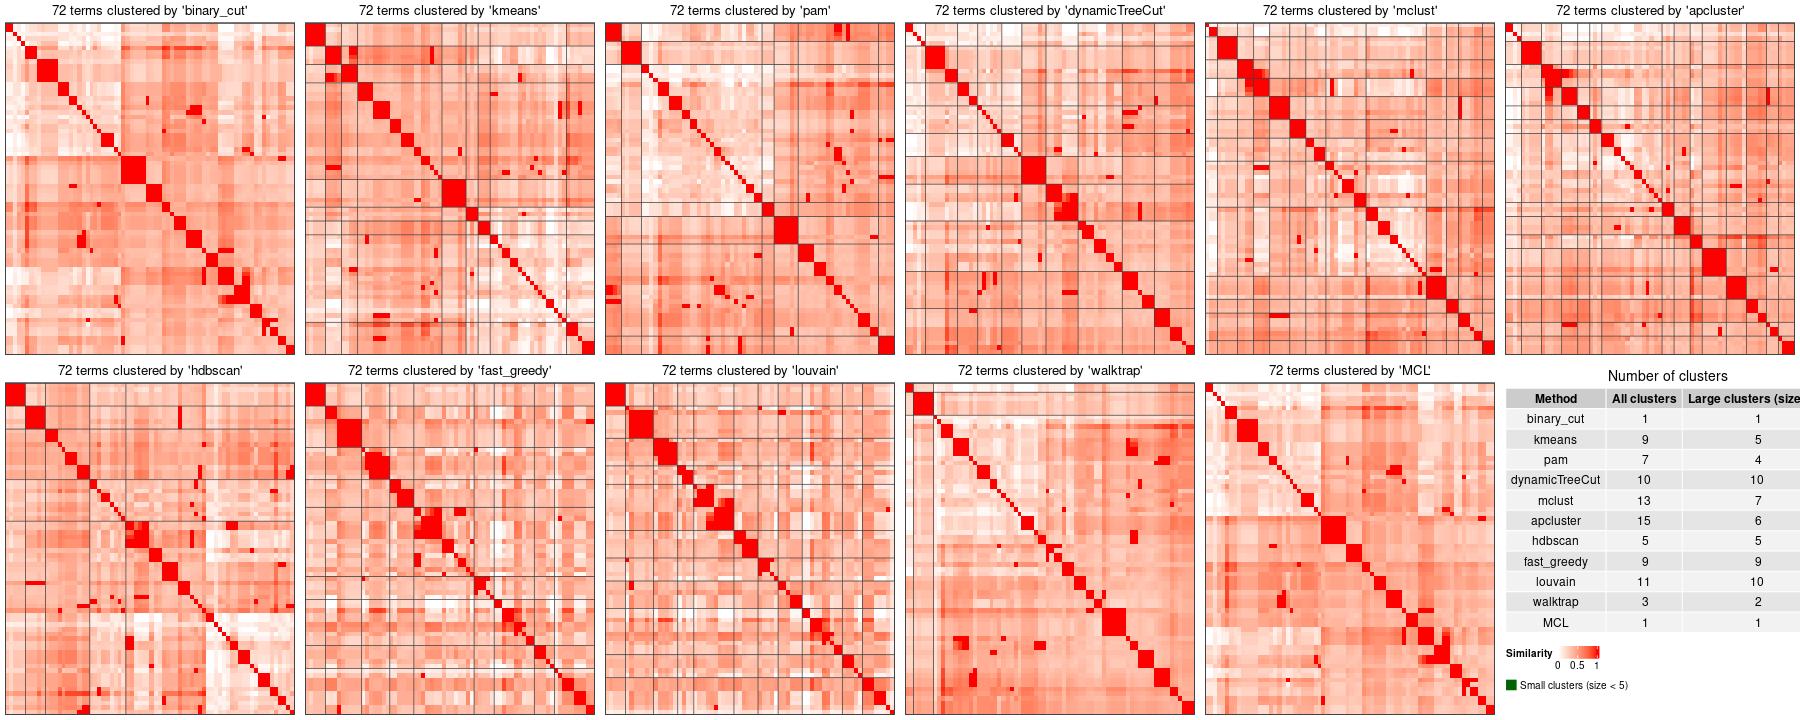 72 terms clustered by 'binary_cut'
72 terms clustered by 'kmeans'
72 terms clustered by 'pam'
72 terms clustered by 'dynamicTreeCut'
72 terms clustered by 'mclust'
72 terms clustered by 'apcluster'
72 terms clustered by 'hdbscan'
72 terms clustered by 'fast_greedy'
72 terms clustered by 'louvain'
72 terms clustered by 'walktrap'
72 terms clustered by 'MCL'
Number of clusters
Method All clusters Large clusters (size
binary_cut 1 1
kmeans 9 5
pam 7 4
dynamicTreeCut 10 10
mclust 13 7
apcluster 15 6
hdbscan 5 5
fast_greedy 9 9
louvain 11 10
walktrap 3 2
MCL 1 1
Similarity
0 0.5 1
Small clusters (size < 5)